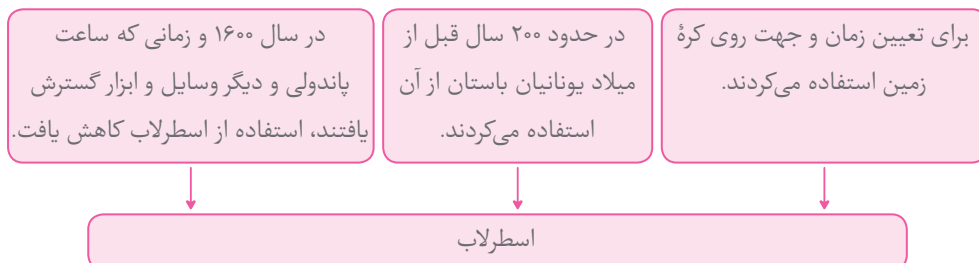 برای تعیین زمان و جهت روی کرهٔ
زمین استفاده می‌کردند.
در حدود ۲۰۰ سال قبل از
میلاد یونانیان باستان از آن
استفاده می‌کردند.
در سال ۱۶۰۰ و زمانی که ساعت
پاندولی و دیگر وسایل و ابزار گسترش
یافتند، استفاده از اسطرلاب کاهش یافت.
اسطرلاب